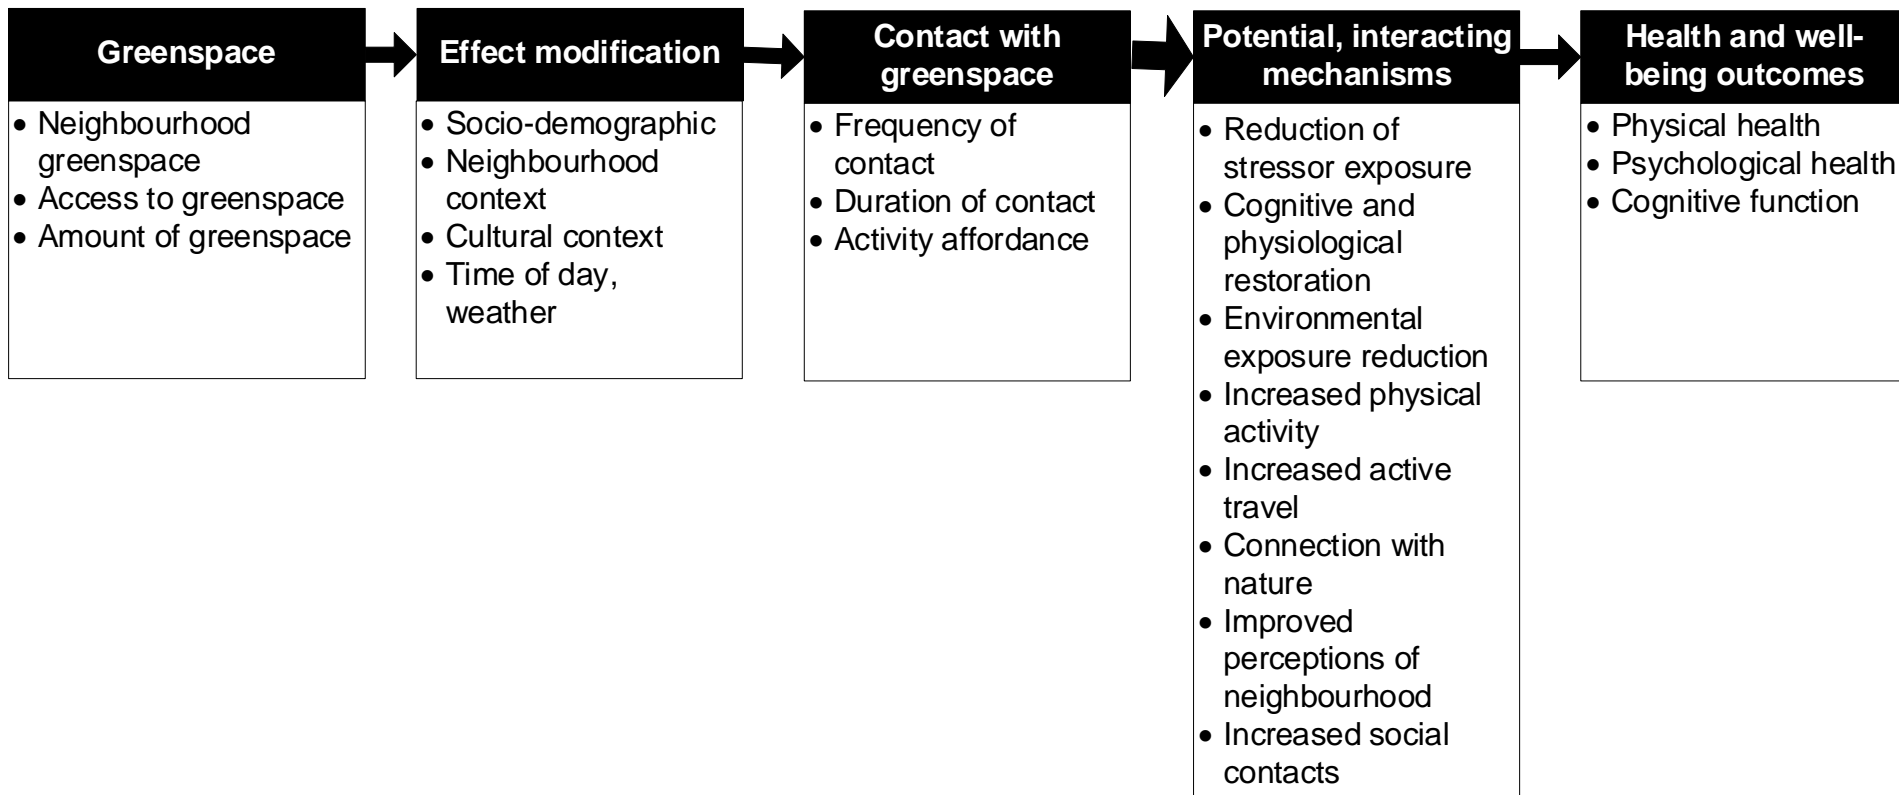 Greenspace
• Neighbourhood
greenspace
• Access to greenspace
• Amount of greenspace
Effect modification
• Socio-demographic
• Neighbourhood
context
• Cultural context
• Time of day,
weather
Contact with
greenspace
• Frequency of
contact
• Duration of contact
• Activity affordance
Potential, interacting
mechanisms
• Reduction of
stressor exposure
• Cognitive and
physiological
restoration
• Environmental
exposure reduction
• Increased physical
activity
• Increased active
travel
• Connection with
nature
• Improved
perceptions of
neighbourhood
• Increased social
contacts
Health and well-
being outcomes
• Physical health
• Psychological health
• Cognitive function